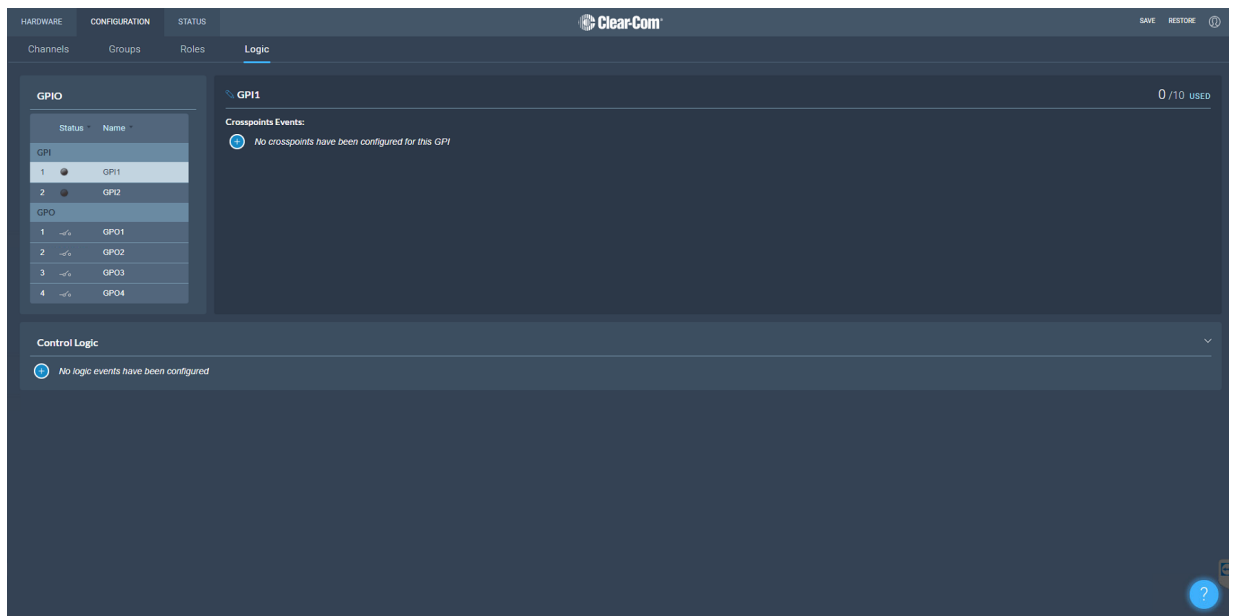 HARDWARE CONFIGURATION STATUS Clear-Com SAVE RESTORE
Channels Groups Roles Logic
GPIO
Status Name
GPI
1 GPI1
2 GPI2
GPO
1 GPO1
2 GPO2
3 GPO3
4 GPO4
GPI1 0 /10 USED
Crosspoints Events:
No crosspoints have been configured for this GPI
Control Logic
No logic events have been configured
?